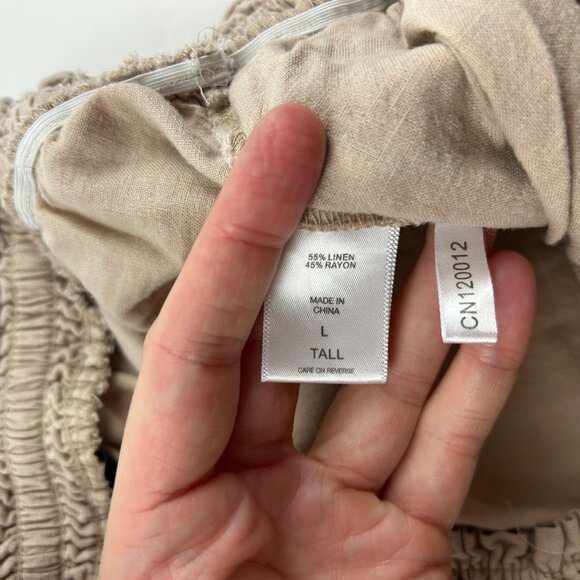 55% LINEN
45% RAYON
MADE IN
CHINA
L
TALL
CARE ON REVERSE
CN120012